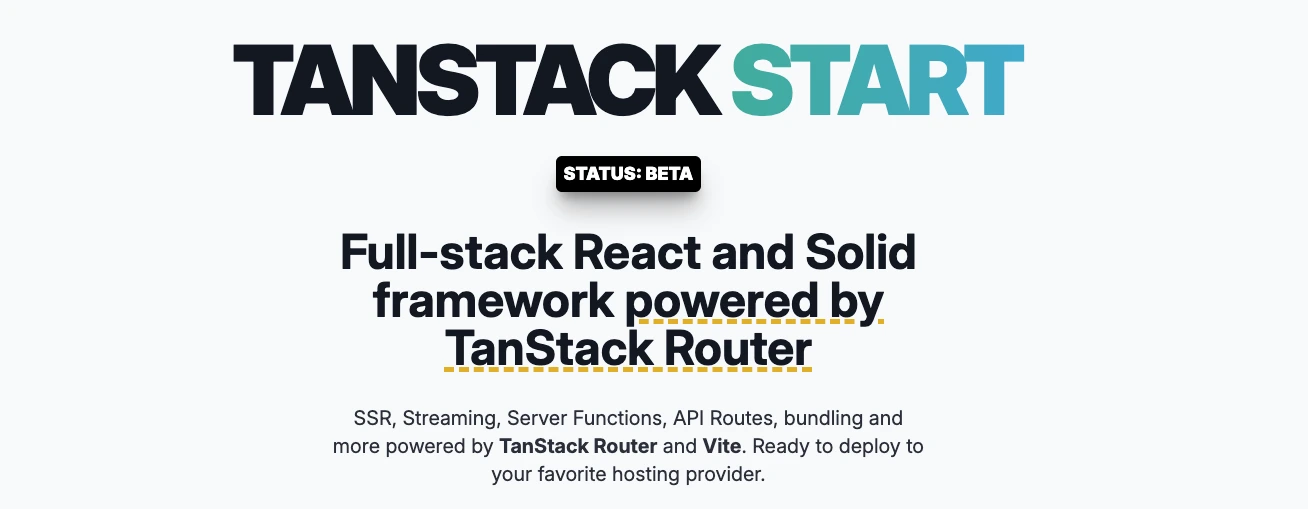 TANSTACK START
STATUS: BETA
Full-stack React and Solid
framework powered by
TanStack Router
SSR, Streaming, Server Functions, API Routes, bundling and
more powered by TanStack Router and Vite. Ready to deploy to
your favorite hosting provider.